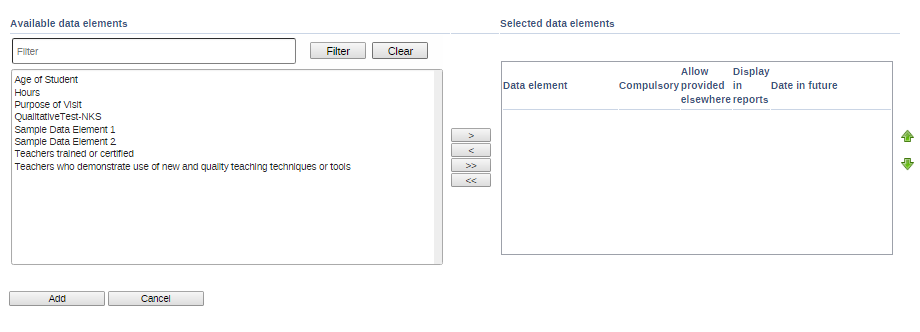 Available data elements
Selected data elements
Filter
Filter
Clear
Age of Student
Hours
Purpose of Visit
QualitativeTest-NKS
Sample Data Element 1
Sample Data Element 2
Teachers trained or certified
Teachers who demonstrate use of new and quality teaching techniques or tools
>
<
>>
<<
Data element
Compulsory
Allow
provided
elsewhere
Display
in
reports
Date in future
Add
Cancel